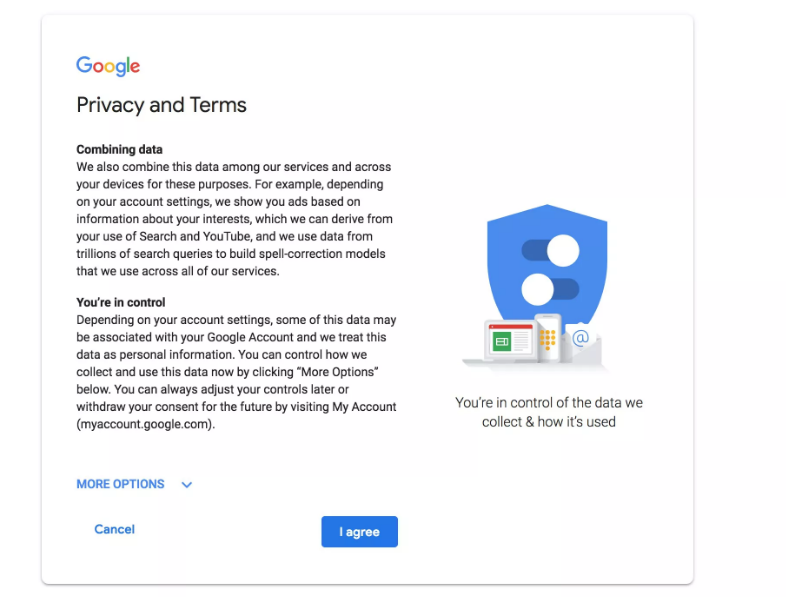 Google
Privacy and Terms
Combining data
We also combine this data among our services and across
your devices for these purposes. For example, depending
on your account settings, we show you ads based on
information about your interests, which we can derive from
your use of Search and YouTube, and we use data from
trillions of search queries to build spell-correction models
that we use across all of our services.
You're in control
Depending on your account settings, some of this data may
be associated with your Google Account and we treat this
data as personal information. You can control how we
collect and use this data now by clicking “More Options”
below. You can always adjust your controls later or
withdraw your consent for the future by visiting My Account
(myaccount.google.com).
@
You're in control of the data we
collect & how it's used
MORE OPTIONS
Cancel
I agree